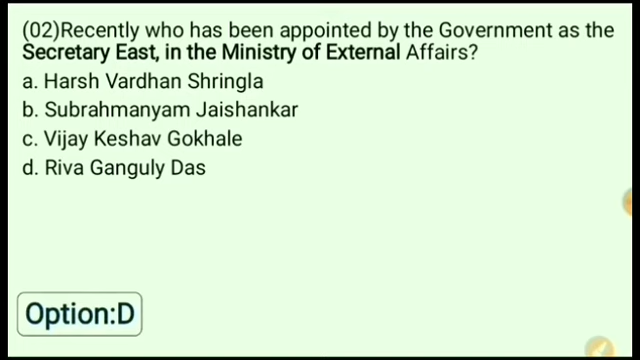 (02)Recently who has been appointed by the Government as the
Secretary East, in the Ministry of External Affairs?
a. Harsh Vardhan Shringla
b. Subrahmanyam Jaishankar
c. Vijay Keshav Gokhale
d. Riva Ganguly Das
Option:D